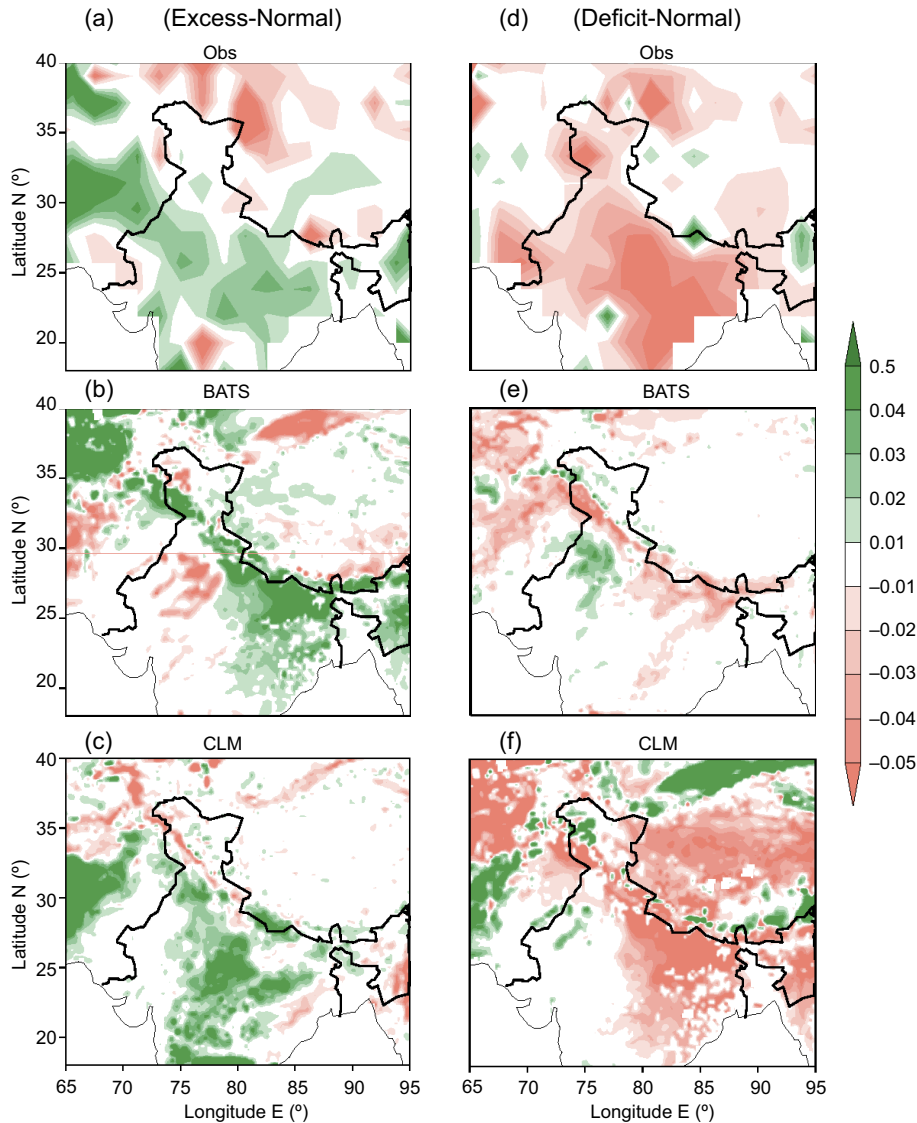 (a) (Excess-Normal)
(d) (Deficit-Normal)
Obs
Obs
40
35
30
25
20
Latitude N (º)
(b) BATS
(e) BATS
40
35
30
25
20
Latitude N (º)
(c) CLM
(f) CLM
40
35
30
25
20
Latitude N (º)
65 70 75 80 85 90 95
Longitude E (º)
65 70 75 80 85 90 95
Longitude E (º)
0.5
0.04
0.03
0.02
0.01
–0.01
–0.02
–0.03
–0.04
–0.05